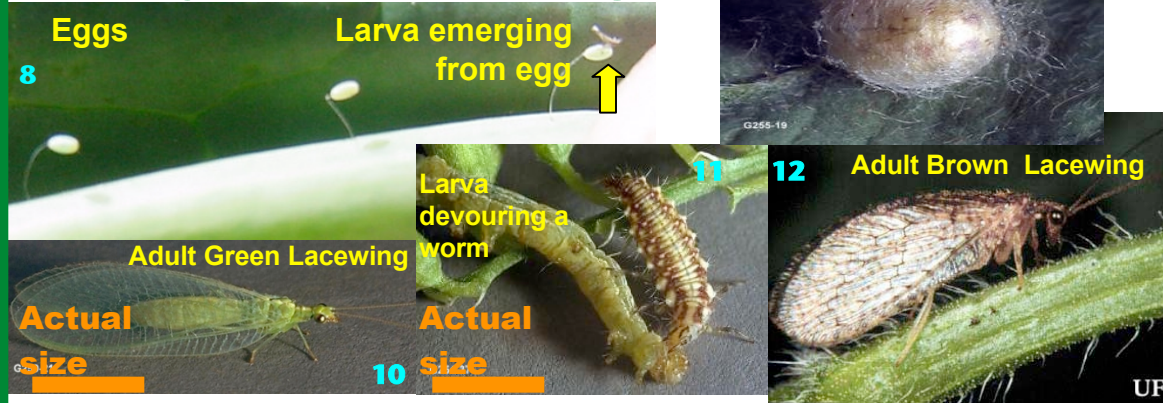 Eggs
Larva emerging
from egg
8
G255-19
Larva
devouring a
worm
11
12
Adult Brown Lacewing
Adult Green Lacewing
Actual
size
10
Actual
size
UF